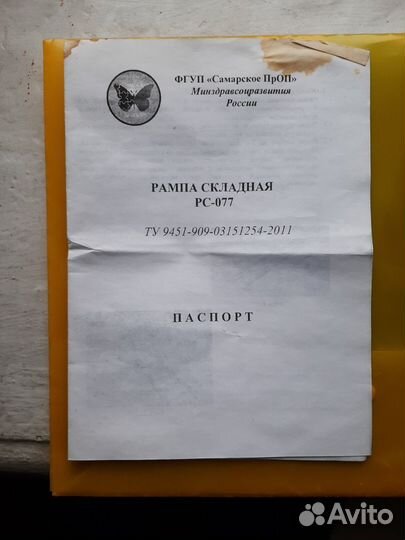 ФГУП «Самарское ПрОП»
Минздравсоцразвития
России
РАМПА СКЛАДНАЯ
РС-077
ТУ 9451-909-03151254-2011
ПАСПОРТ
Avito